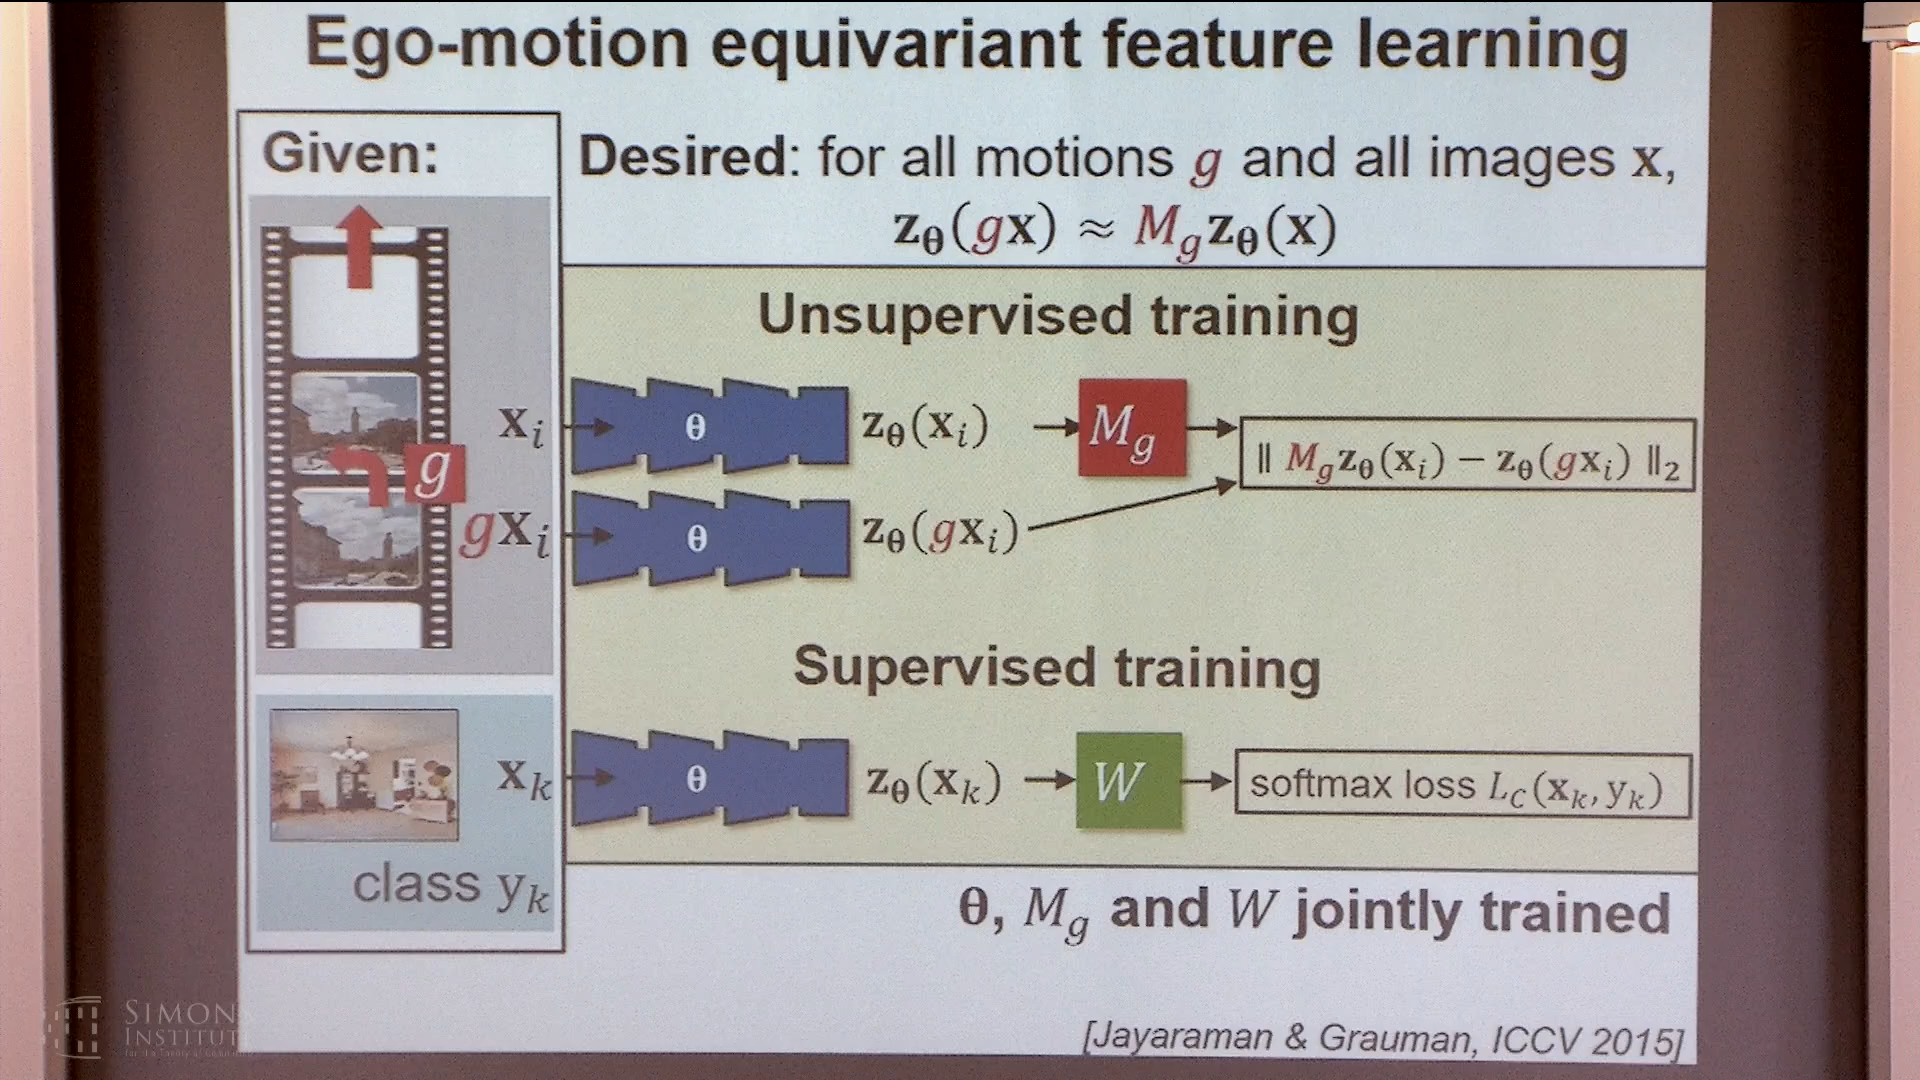 Ego-motion equivariant feature learning
Given:
Desired: for all motions g and all images x,
z_θ(gx) ≈ M_g z_θ(x)
Unsupervised training
x_i
θ
z_θ(x_i)
M_g
‖ M_g z_θ(x_i) − z_θ(gx_i) ‖_2
g
gx_i
θ
z_θ(gx_i)
Supervised training
x_k
θ
z_θ(x_k)
W
softmax loss L_C(x_k, y_k)
class y_k
θ, M_g and W jointly trained
[Jayaraman & Grauman, ICCV 2015]
SIMONS
INSTITUTE